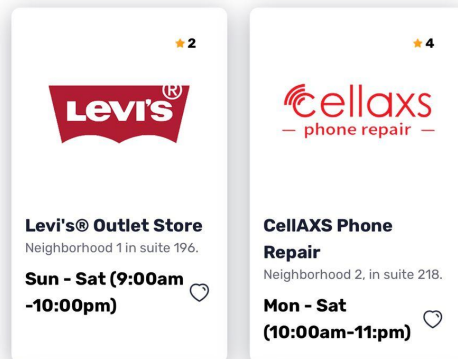 2
LEVI'S®
Levi's® Outlet Store
Neighborhood 1 in suite 196.
Sun - Sat (9:00am
-10:00pm)
4
cellaxs
— phone repair —
CellAXS Phone
Repair
Neighborhood 2, in suite 218.
Mon - Sat
(10:00am-11:pm)